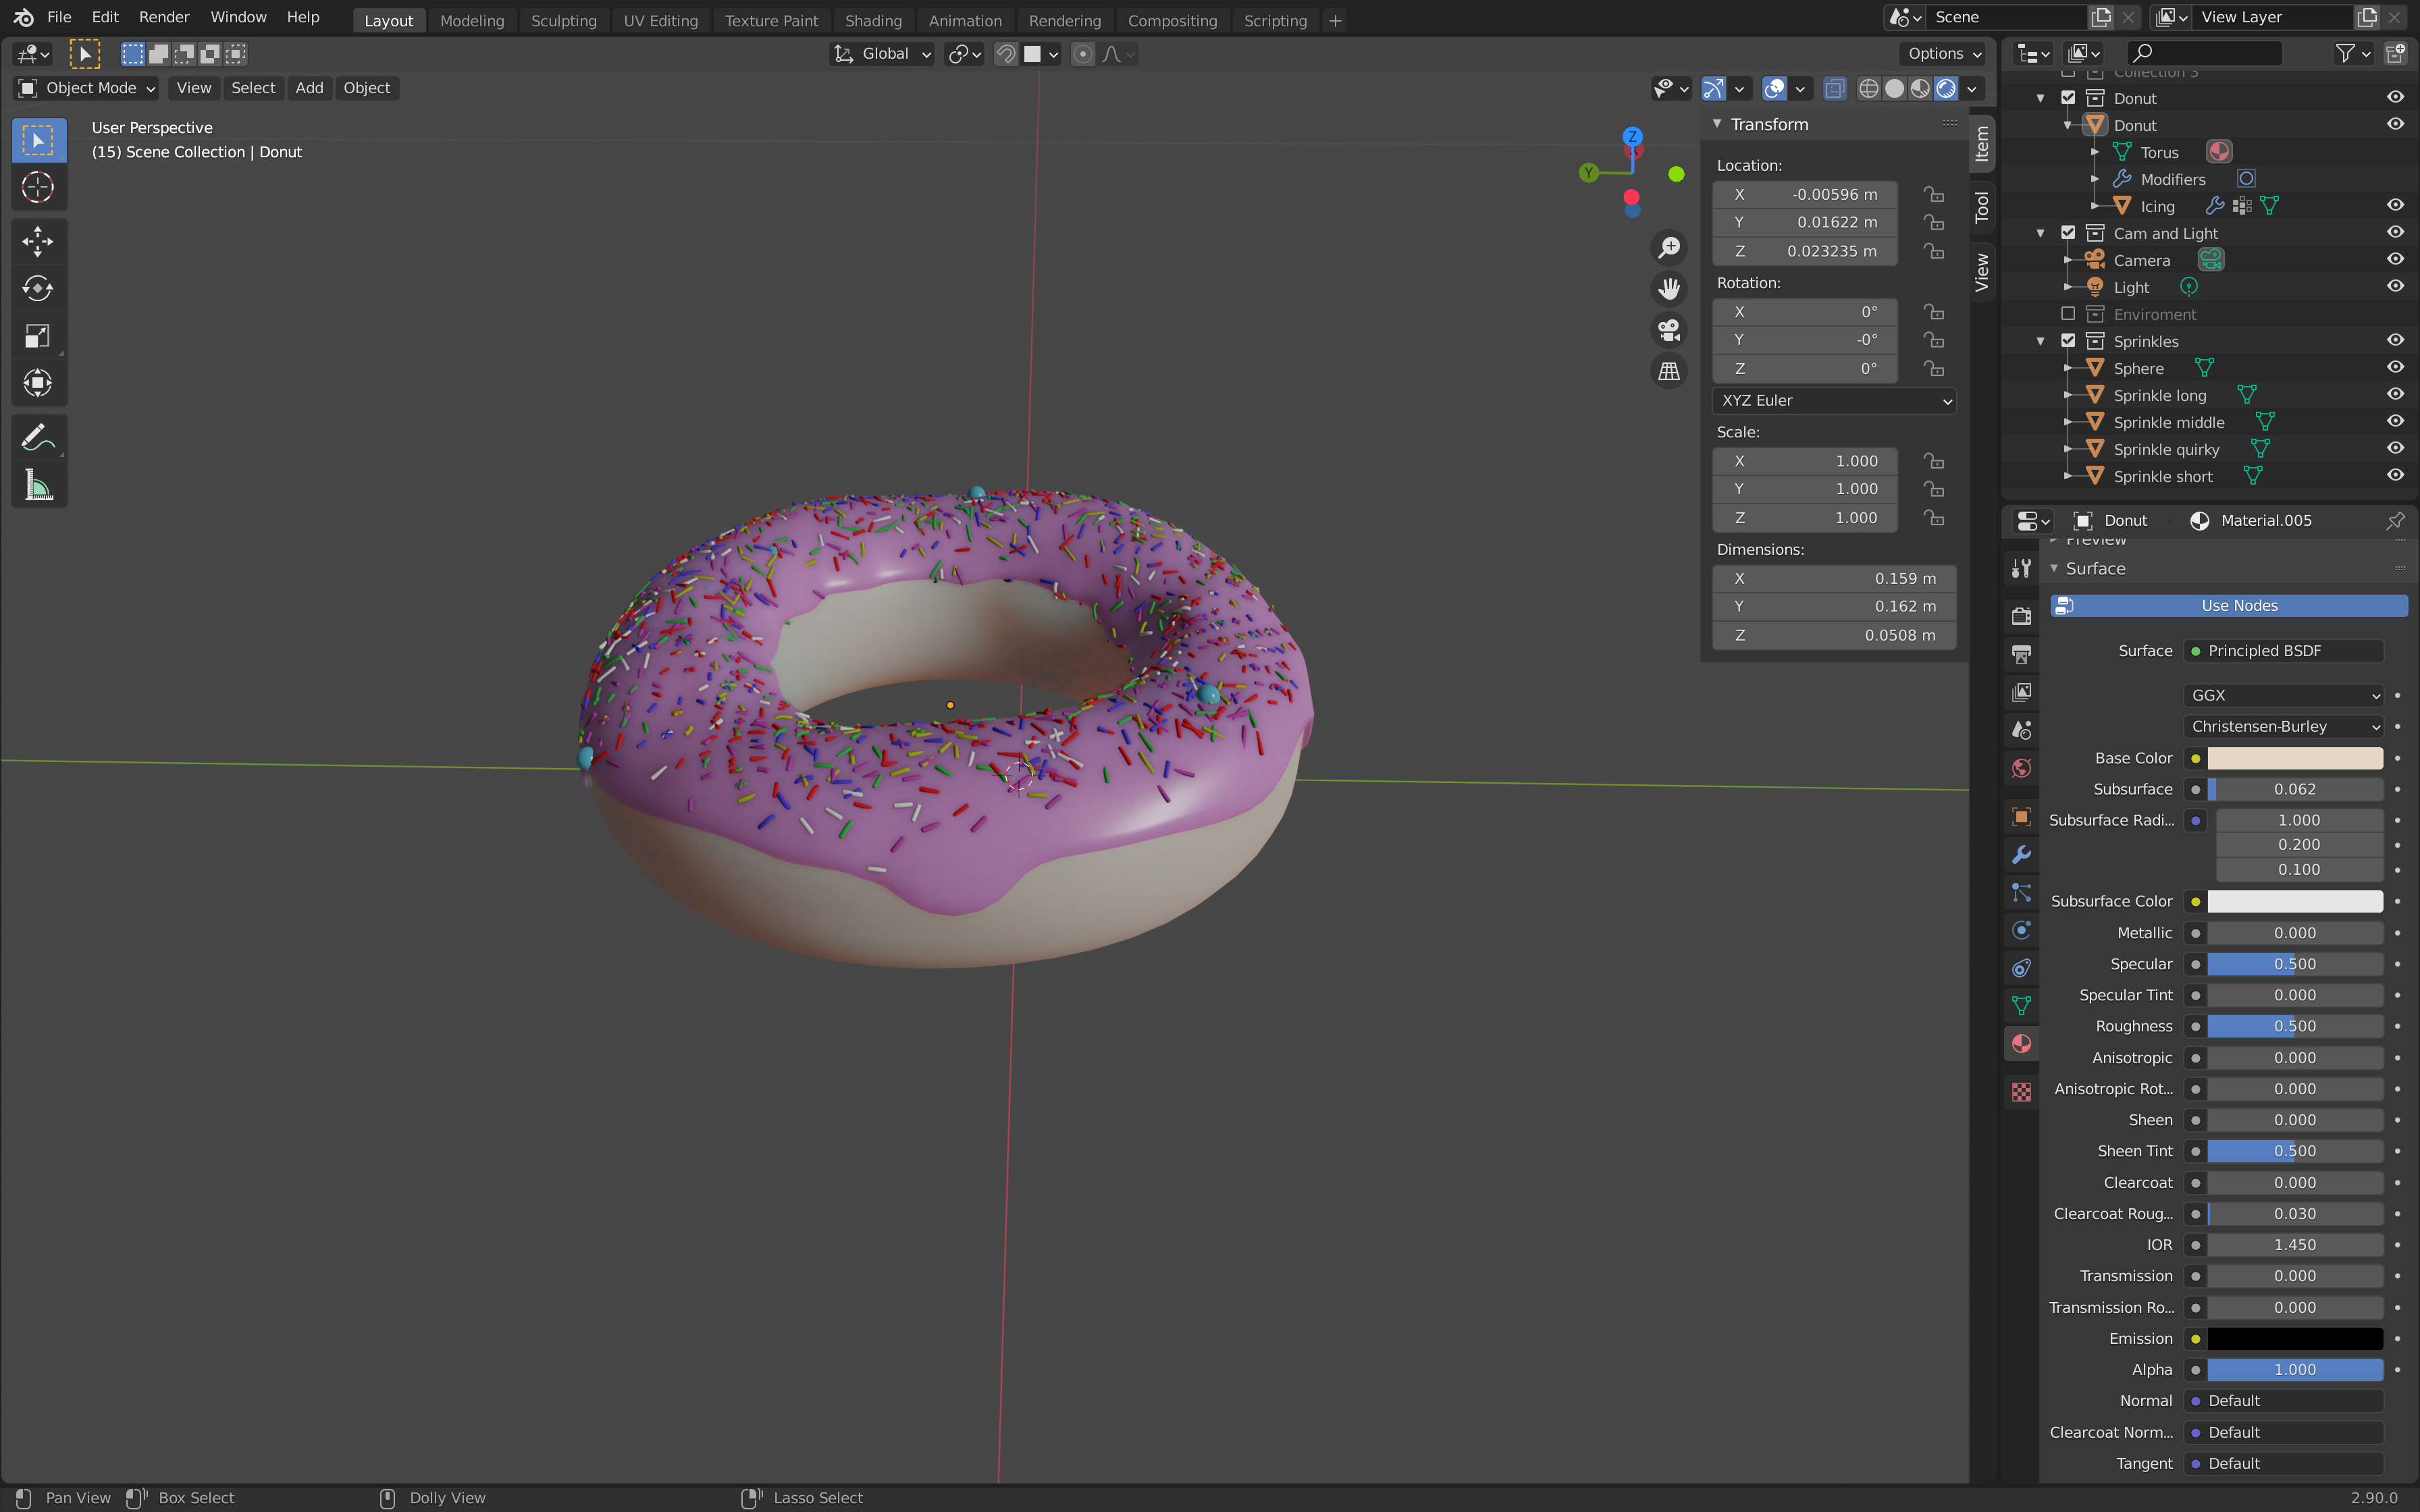 File Edit Render Window Help
Layout Modeling Sculpting UV Editing Texture Paint Shading Animation Rendering Compositing Scripting +
Scene
View Layer
Global
Options
Object Mode View Select Add Object
User Perspective
(15) Scene Collection | Donut
Z
Y
Transform
Location:
X -0.00596 m
Y 0.01622 m
Z 0.023235 m
Rotation:
X 0°
Y -0°
Z 0°
XYZ Euler
Scale:
X 1.000
Y 1.000
Z 1.000
Dimensions:
X 0.159 m
Y 0.162 m
Z 0.0508 m
Item
Tool
View
Collection 3
Donut
Donut
Torus
Modifiers
Icing
Cam and Light
Camera
Light
Enviroment
Sprinkles
Sphere
Sprinkle long
Sprinkle middle
Sprinkle quirky
Sprinkle short
Donut Material.005
Preview
Surface
Use Nodes
Surface Principled BSDF
GGX
Christensen-Burley
Base Color
Subsurface 0.062
Subsurface Radi... 1.000
0.200
0.100
Subsurface Color
Metallic 0.000
Specular 0.500
Specular Tint 0.000
Roughness 0.500
Anisotropic 0.000
Anisotropic Rot... 0.000
Sheen 0.000
Sheen Tint 0.500
Clearcoat 0.000
Clearcoat Roug... 0.030
IOR 1.450
Transmission 0.000
Transmission Ro... 0.000
Emission
Alpha 1.000
Normal Default
Clearcoat Norm... Default
Tangent Default
Pan View Box Select Dolly View Lasso Select 2.90.0